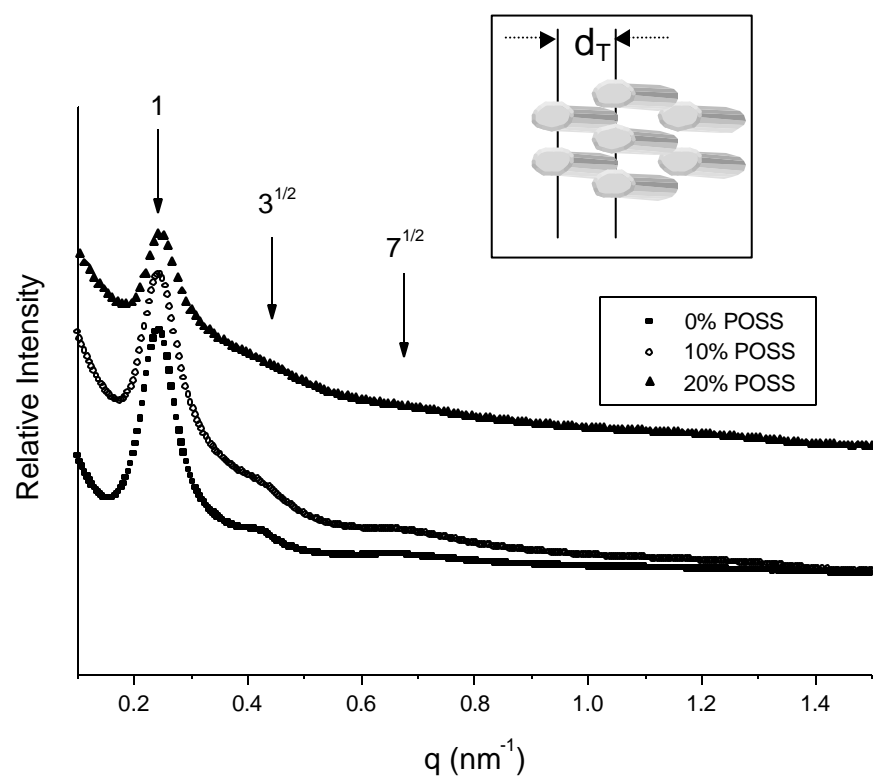 d_T
1
3^{1/2}
7^{1/2}
0% POSS
10% POSS
20% POSS
Relative Intensity
0.2 0.4 0.6 0.8 1.0 1.2 1.4
q (nm^{-1})